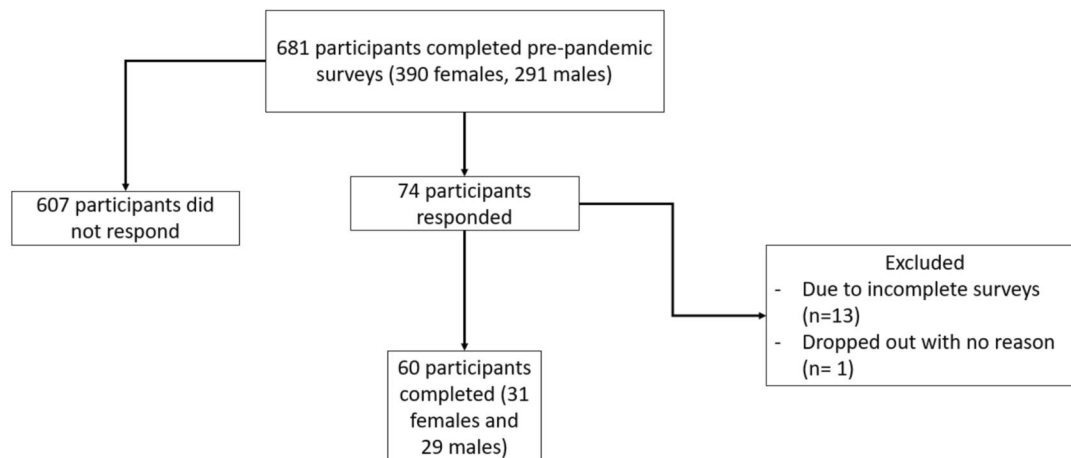 681 participants completed pre-pandemic
surveys (390 females, 291 males)
607 participants did
not respond
74 participants
responded
Excluded
- Due to incomplete surveys
(n=13)
- Dropped out with no reason
(n= 1)
60 participants
completed (31
females and
29 males)